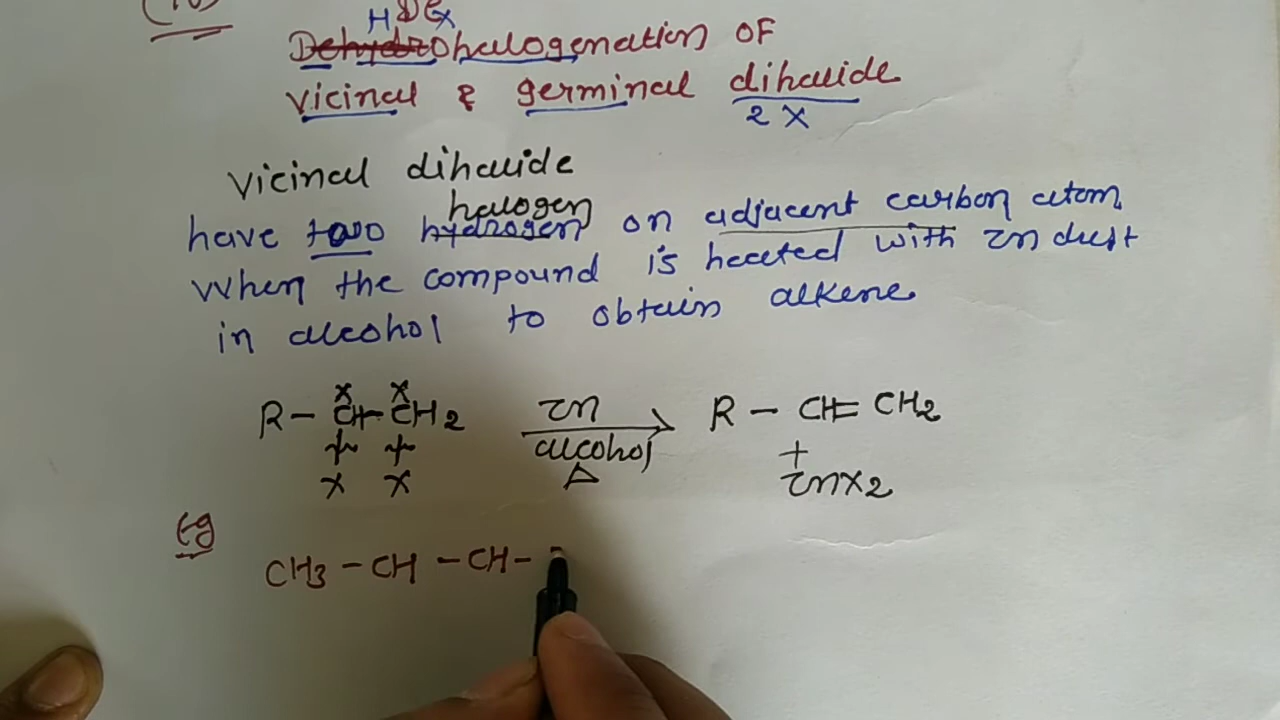 H DE x
Dehydrohalogenation OF
vicinal & germinal dihalide
2 X
Vicinal dihalide
halogen
have two hydrogen on adjacent carbon atom
When the compound is heated with zn dust
in alcohol to obtain alkene
X X
R - CH - CH2 zn R - CH = CH2
+ + alcohol +
X X Δ znx2
Eg
CH3 - CH - CH -